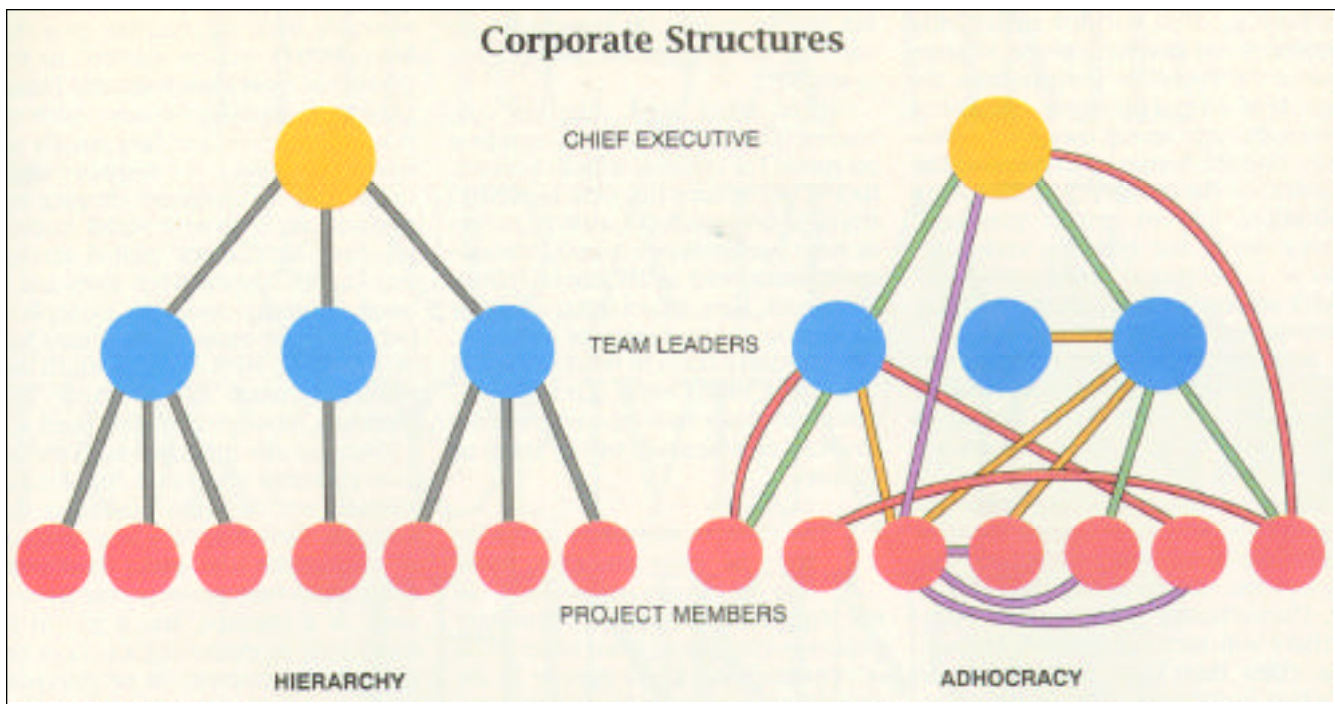 Corporate Structures
CHIEF EXECUTIVE
TEAM LEADERS
PROJECT MEMBERS
HIERARCHY
ADHOCRACY